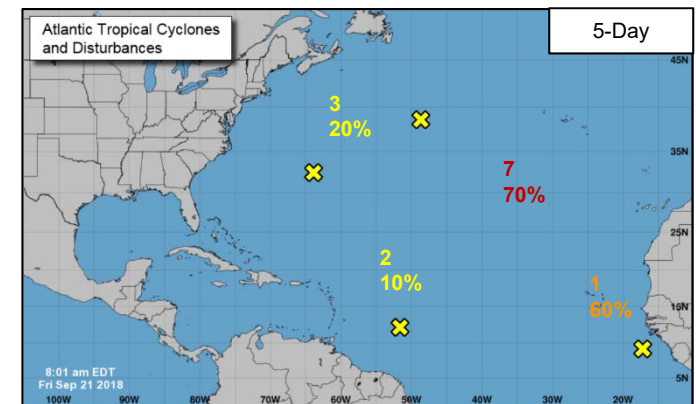 Atlantic Tropical Cyclones
and Disturbances
5-Day
45N
3
20%
35N
7
70%
25N
2
10%
1
60%
15N
8:01 am EDT
Fri Sep 21 2018
5N
100W 90W 80W 70W 60W 50W 40W 30W 20W